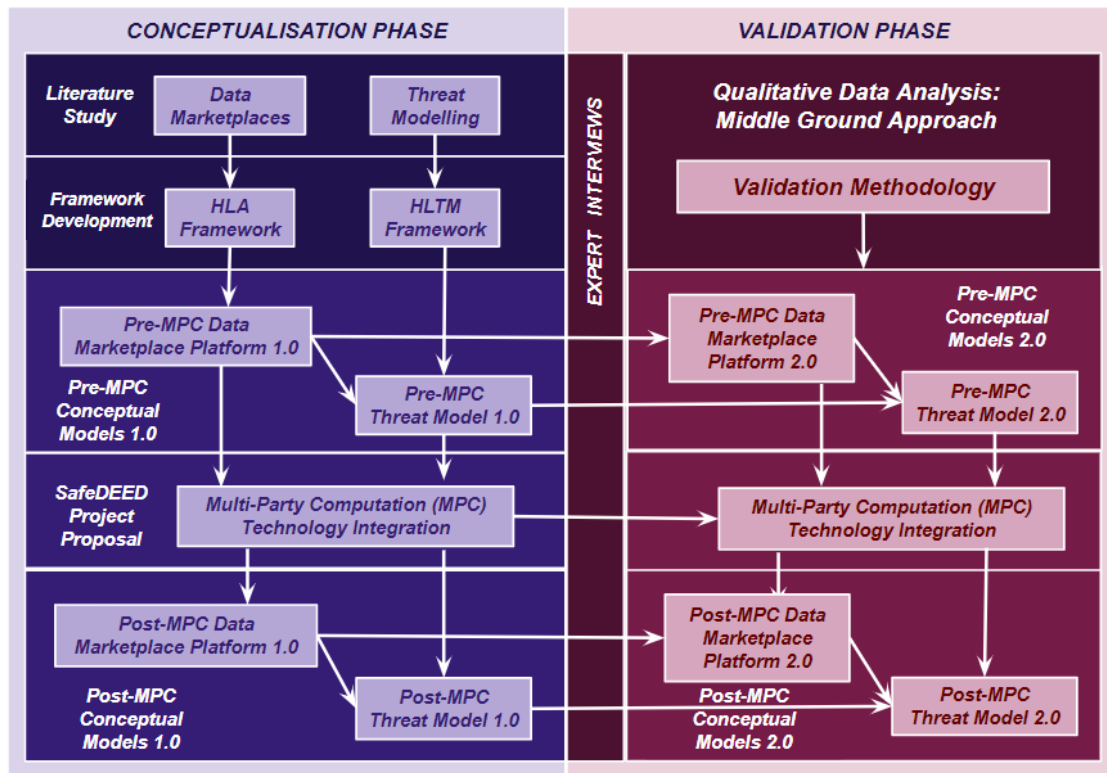 CONCEPTUALISATION PHASE
Literature
Study
Data
Marketplaces
Threat
Modelling
Framework
Development
HLA
Framework
HLTM
Framework
Pre-MPC Data
Marketplace Platform 1.0
Pre-MPC
Conceptual
Models 1.0
Pre-MPC
Threat Model 1.0
SafeDEED
Project
Proposal
Multi-Party Computation (MPC)
Technology Integration
Post-MPC Data
Marketplace Platform 1.0
Post-MPC
Conceptual
Models 1.0
Post-MPC
Threat Model 1.0
EXPERT INTERVIEWS
VALIDATION PHASE
Qualitative Data Analysis:
Middle Ground Approach
Validation Methodology
Pre-MPC Data
Marketplace
Platform 2.0
Pre-MPC
Conceptual
Models 2.0
Pre-MPC
Threat Model 2.0
Multi-Party Computation (MPC)
Technology Integration
Post-MPC Data
Marketplace
Platform 2.0
Post-MPC
Conceptual
Models 2.0
Post-MPC
Threat Model 2.0